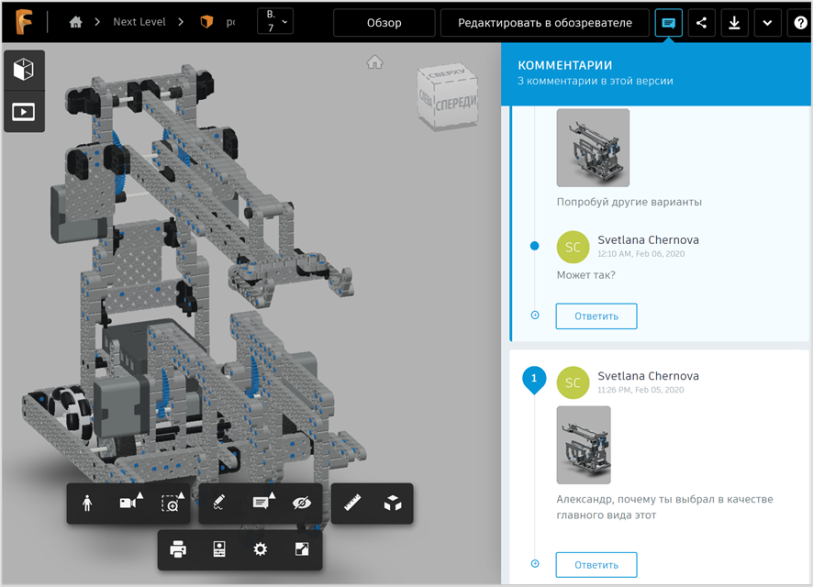 Next Level
В.
7
Обзор
Редактировать в обозревателе
СВЕРХУ
СЛЕВА
СПЕРЕДИ
КОММЕНТАРИИ
3 комментарии в этой версии
Попробуй другие варианты
SC
Svetlana Chernova
12:10 AM, Feb 06, 2020
Может так?
Ответить
1
SC
Svetlana Chernova
11:26 PM, Feb 05, 2020
Александр, почему ты выбрал в качестве
главного вида этот
Ответить